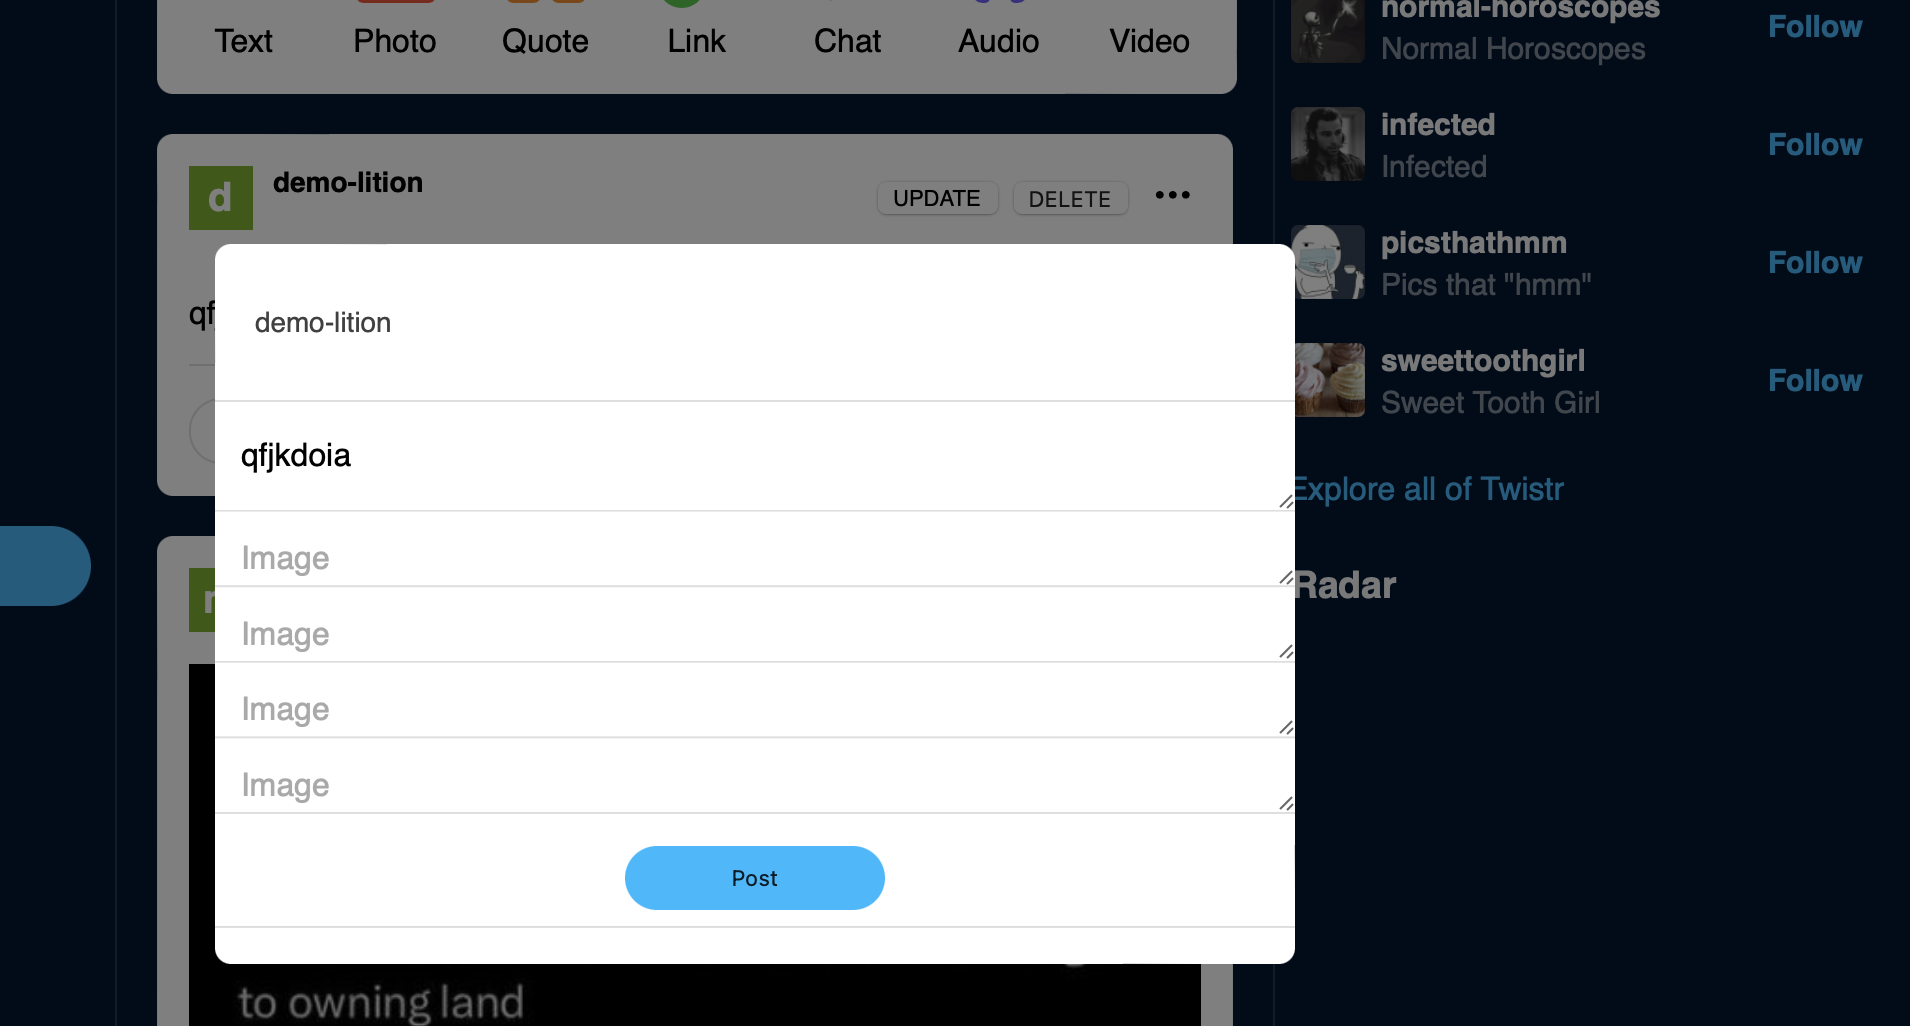 Text Photo Quote Link Chat Audio Video
d demo-lition UPDATE DELETE
qf
demo-lition
qfjkdoia
Image
Image
Image
Image
Post
to owning land
normal-horoscopes Follow
Normal Horoscopes
infected Follow
Infected
picsthathmm Follow
Pics that "hmm"
sweettoothgirl Follow
Sweet Tooth Girl
Explore all of Twistr
Radar